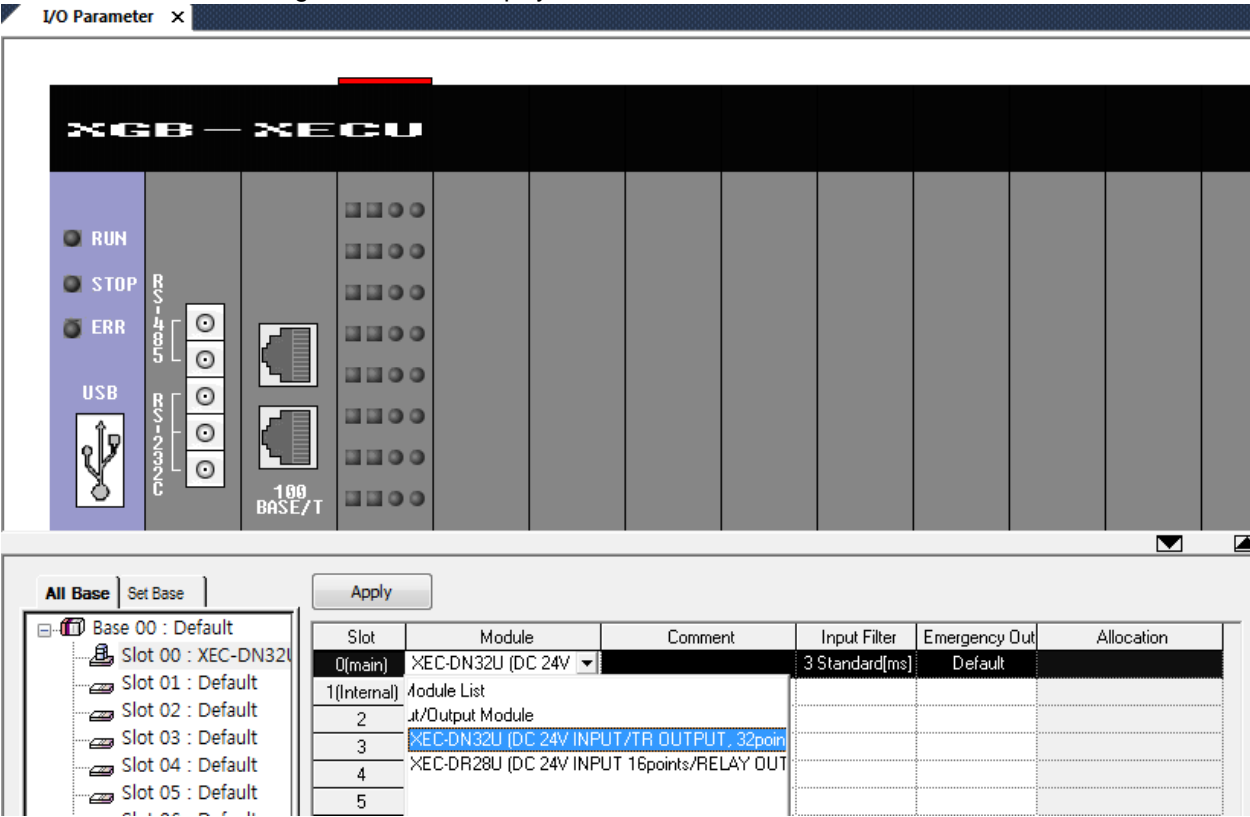 I/O Parameter X
XGB — XECU
RUN
STOP
ERR
USB
RS-485
RS-232C
100
BASE/T
All Base Set Base
Apply
Base 00 : Default
Slot 00 : XEC-DN32U
Slot 01 : Default
Slot 02 : Default
Slot 03 : Default
Slot 04 : Default
Slot 05 : Default
Slot Module Comment Input Filter Emergency Out Allocation
0(main) XEC-DN32U (DC 24V 3 Standard[ms] Default
1(Internal) Module List
2 ut/Output Module
3 XEC-DN32U (DC 24V INPUT/TR OUTPUT, 32poin
4 XEC-DR28U (DC 24V INPUT 16points/RELAY OUT
5